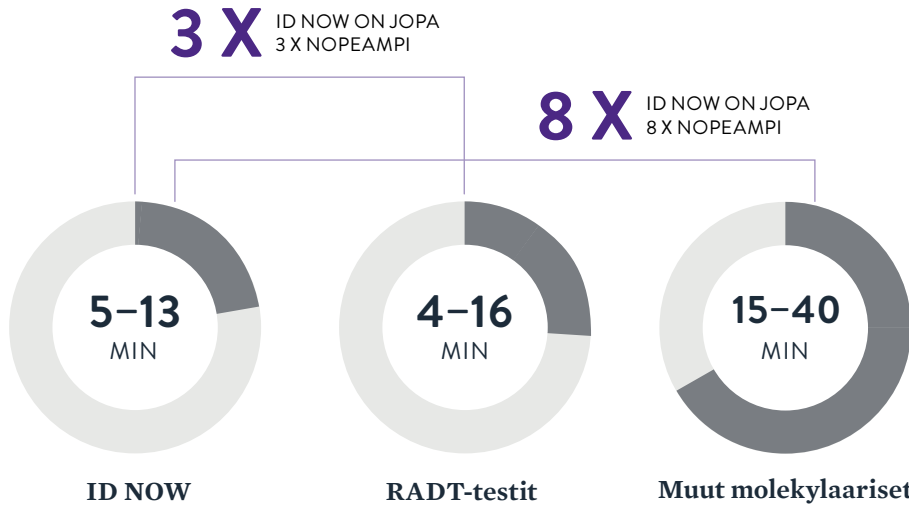 3 X
ID NOW ON JOPA
3 X NOPEAMPI
8 X
ID NOW ON JOPA
8 X NOPEAMPI
5–13
MIN
4–16
MIN
15–40
MIN
ID NOW
RADT-testit
Muut molekylaariset